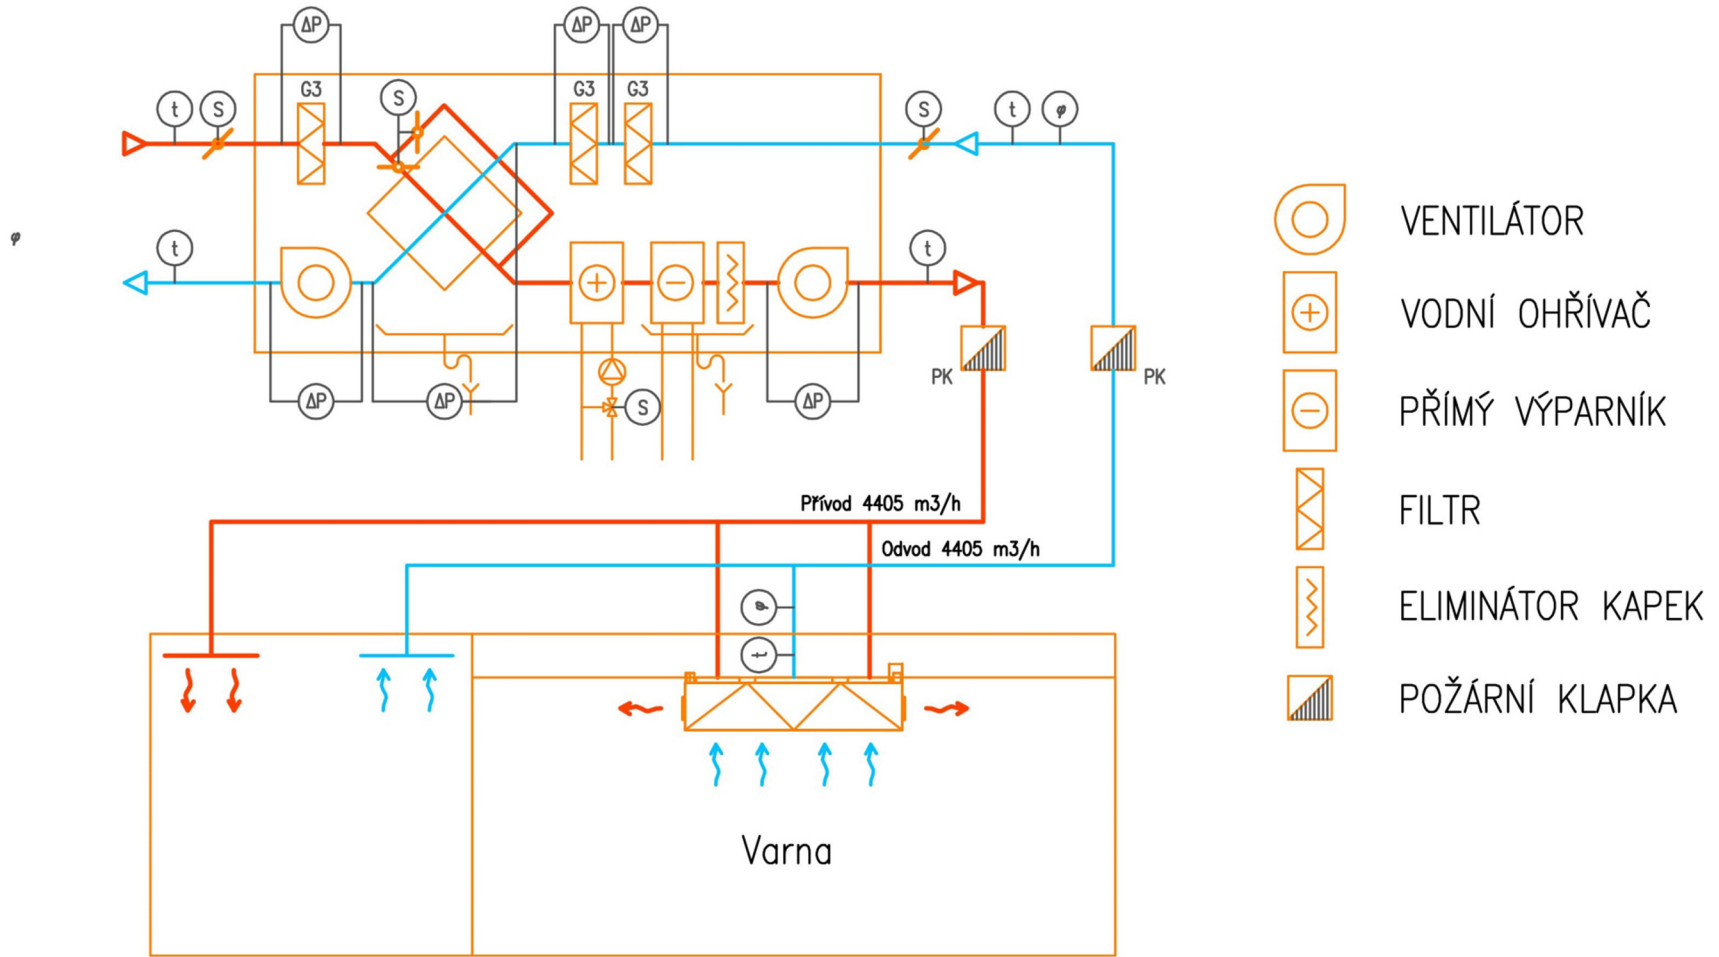 ΔP ΔP ΔP
G3 G3 G3
t S S S t φ
φ t t
PK PK
ΔP ΔP S ΔP
Přívod 4405 m3/h
Odvod 4405 m3/h
φ
t
Varna
VENTILÁTOR
VODNÍ OHŘÍVAČ
PŘÍMÝ VÝPARNÍK
FILTR
ELIMINÁTOR KAPEK
POŽÁRNÍ KLAPKA